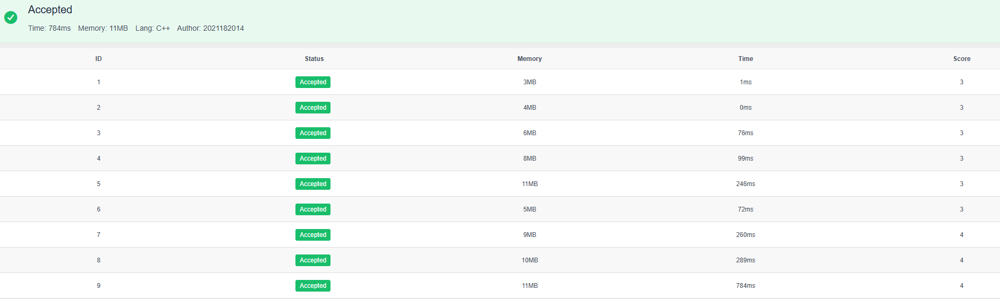 Accepted
Time: 784ms Memory: 11MB Lang: C++ Author: 2021182014
ID Status Memory Time Score
1 Accepted 3MB 1ms 3
2 Accepted 4MB 0ms 3
3 Accepted 6MB 76ms 3
4 Accepted 8MB 99ms 3
5 Accepted 11MB 246ms 3
6 Accepted 5MB 72ms 3
7 Accepted 9MB 260ms 4
8 Accepted 10MB 289ms 4
9 Accepted 11MB 784ms 4